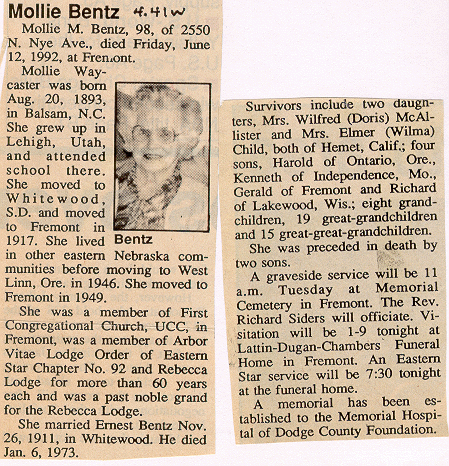 Mollie Bentz 4.41w
Mollie M. Bentz, 98, of 2550
N. Nye Ave., died Friday, June
12, 1992, at Fremont.
Mollie Way-
caster was born
Aug. 20, 1893,
in Balsam, N.C.
She grew up in
Lehigh, Utah,
and attended
school there.
She moved to
Whitewood,
S.D. and moved
to Fremont in
1917. She lived
Bentz
in other eastern Nebraska com-
munities before moving to West
Linn, Ore. in 1946. She moved to
Fremont in 1949.
She was a member of First
Congregational Church, UCC, in
Fremont, was a member of Arbor
Vitae Lodge Order of Eastern
Star Chapter No. 92 and Rebecca
Lodge for more than 60 years
each and was a past noble grand
for the Rebecca Lodge.
She married Ernest Bentz Nov.
26, 1911, in Whitewood. He died
Jan. 6, 1973.
Survivors include two daugh-
ters, Mrs. Wilfred (Doris) McAl-
lister and Mrs. Elmer (Wilma)
Child, both of Hemet, Calif.; four
sons, Harold of Ontario, Ore.,
Kenneth of Independence, Mo.,
Gerald of Fremont and Richard
of Lakewood, Wis.; eight grand-
children, 19 great-grandchildren
and 15 great-great-grandchildren.
She was preceded in death by
two sons.
A graveside service will be 11
a.m. Tuesday at Memorial
Cemetery in Fremont. The Rev.
Richard Siders will officiate. Vi-
sitation will be 1-9 tonight at
Lattin-Dugan-Chambers Funeral
Home in Fremont. An Eastern
Star service will be 7:30 tonight
at the funeral home.
A memorial has been es-
tablished to the Memorial Hospi-
tal of Dodge County Foundation.